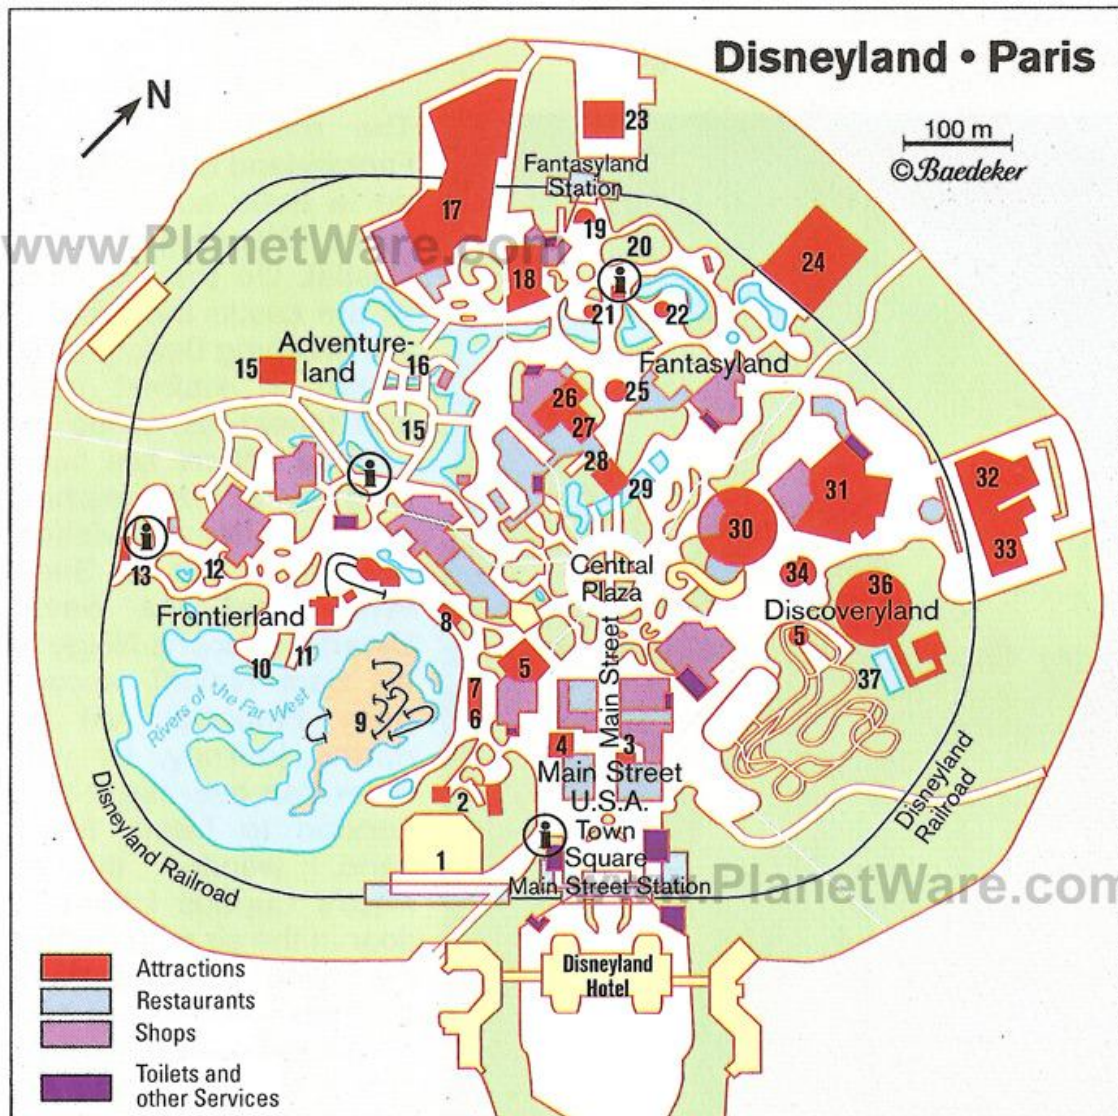 Disneyland • Paris
N
100 m
©Baedeker
23
Fantasyland
Station
17
19
20
www.PlanetWare.com
18
24
i
21
22
Adventure-
land
15
16
Fantasyland
25
26
27
15
28
29
i
30
31
32
33
i
13
12
Central
Plaza
34
36
Frontierland
Discoveryland
8
11
10
5
5
37
7
6
Rivers of the Far West
9
Main Street
4
3
Main Street
U.S.A.
2
Town
Square
i
1
Main Street Station
Disneyland Railroad
Disneyland
Railroad
www.PlanetWare.com
Disneyland
Hotel
Attractions
Restaurants
Shops
Toilets and
other Services